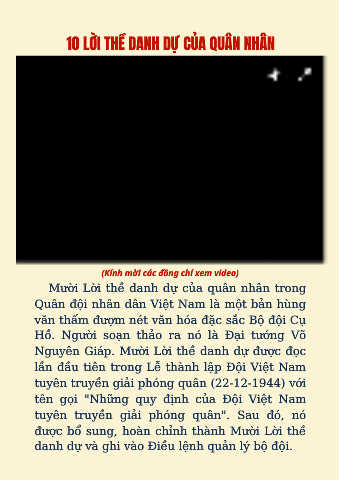 10 LỜI THỀ DANH DỰ CỦA QUÂN NHÂN
(Kính mời các đồng chí xem video)
Mười Lời thề danh dự của quân nhân trong
Quân đội nhân dân Việt Nam là một bản hùng
văn thấm đượm nét văn hóa đặc sắc Bộ đội Cụ
Hồ. Người soạn thảo ra nó là Đại tướng Võ
Nguyên Giáp. Mười Lời thề danh dự được đọc
lần đầu tiên trong Lễ thành lập Đội Việt Nam
tuyên truyền giải phóng quân (22-12-1944) với
tên gọi "Những quy định của Đội Việt Nam
tuyên truyền giải phóng quân". Sau đó, nó
được bổ sung, hoàn chỉnh thành Mười Lời thề
danh dự và ghi vào Điều lệnh quản lý bộ đội.